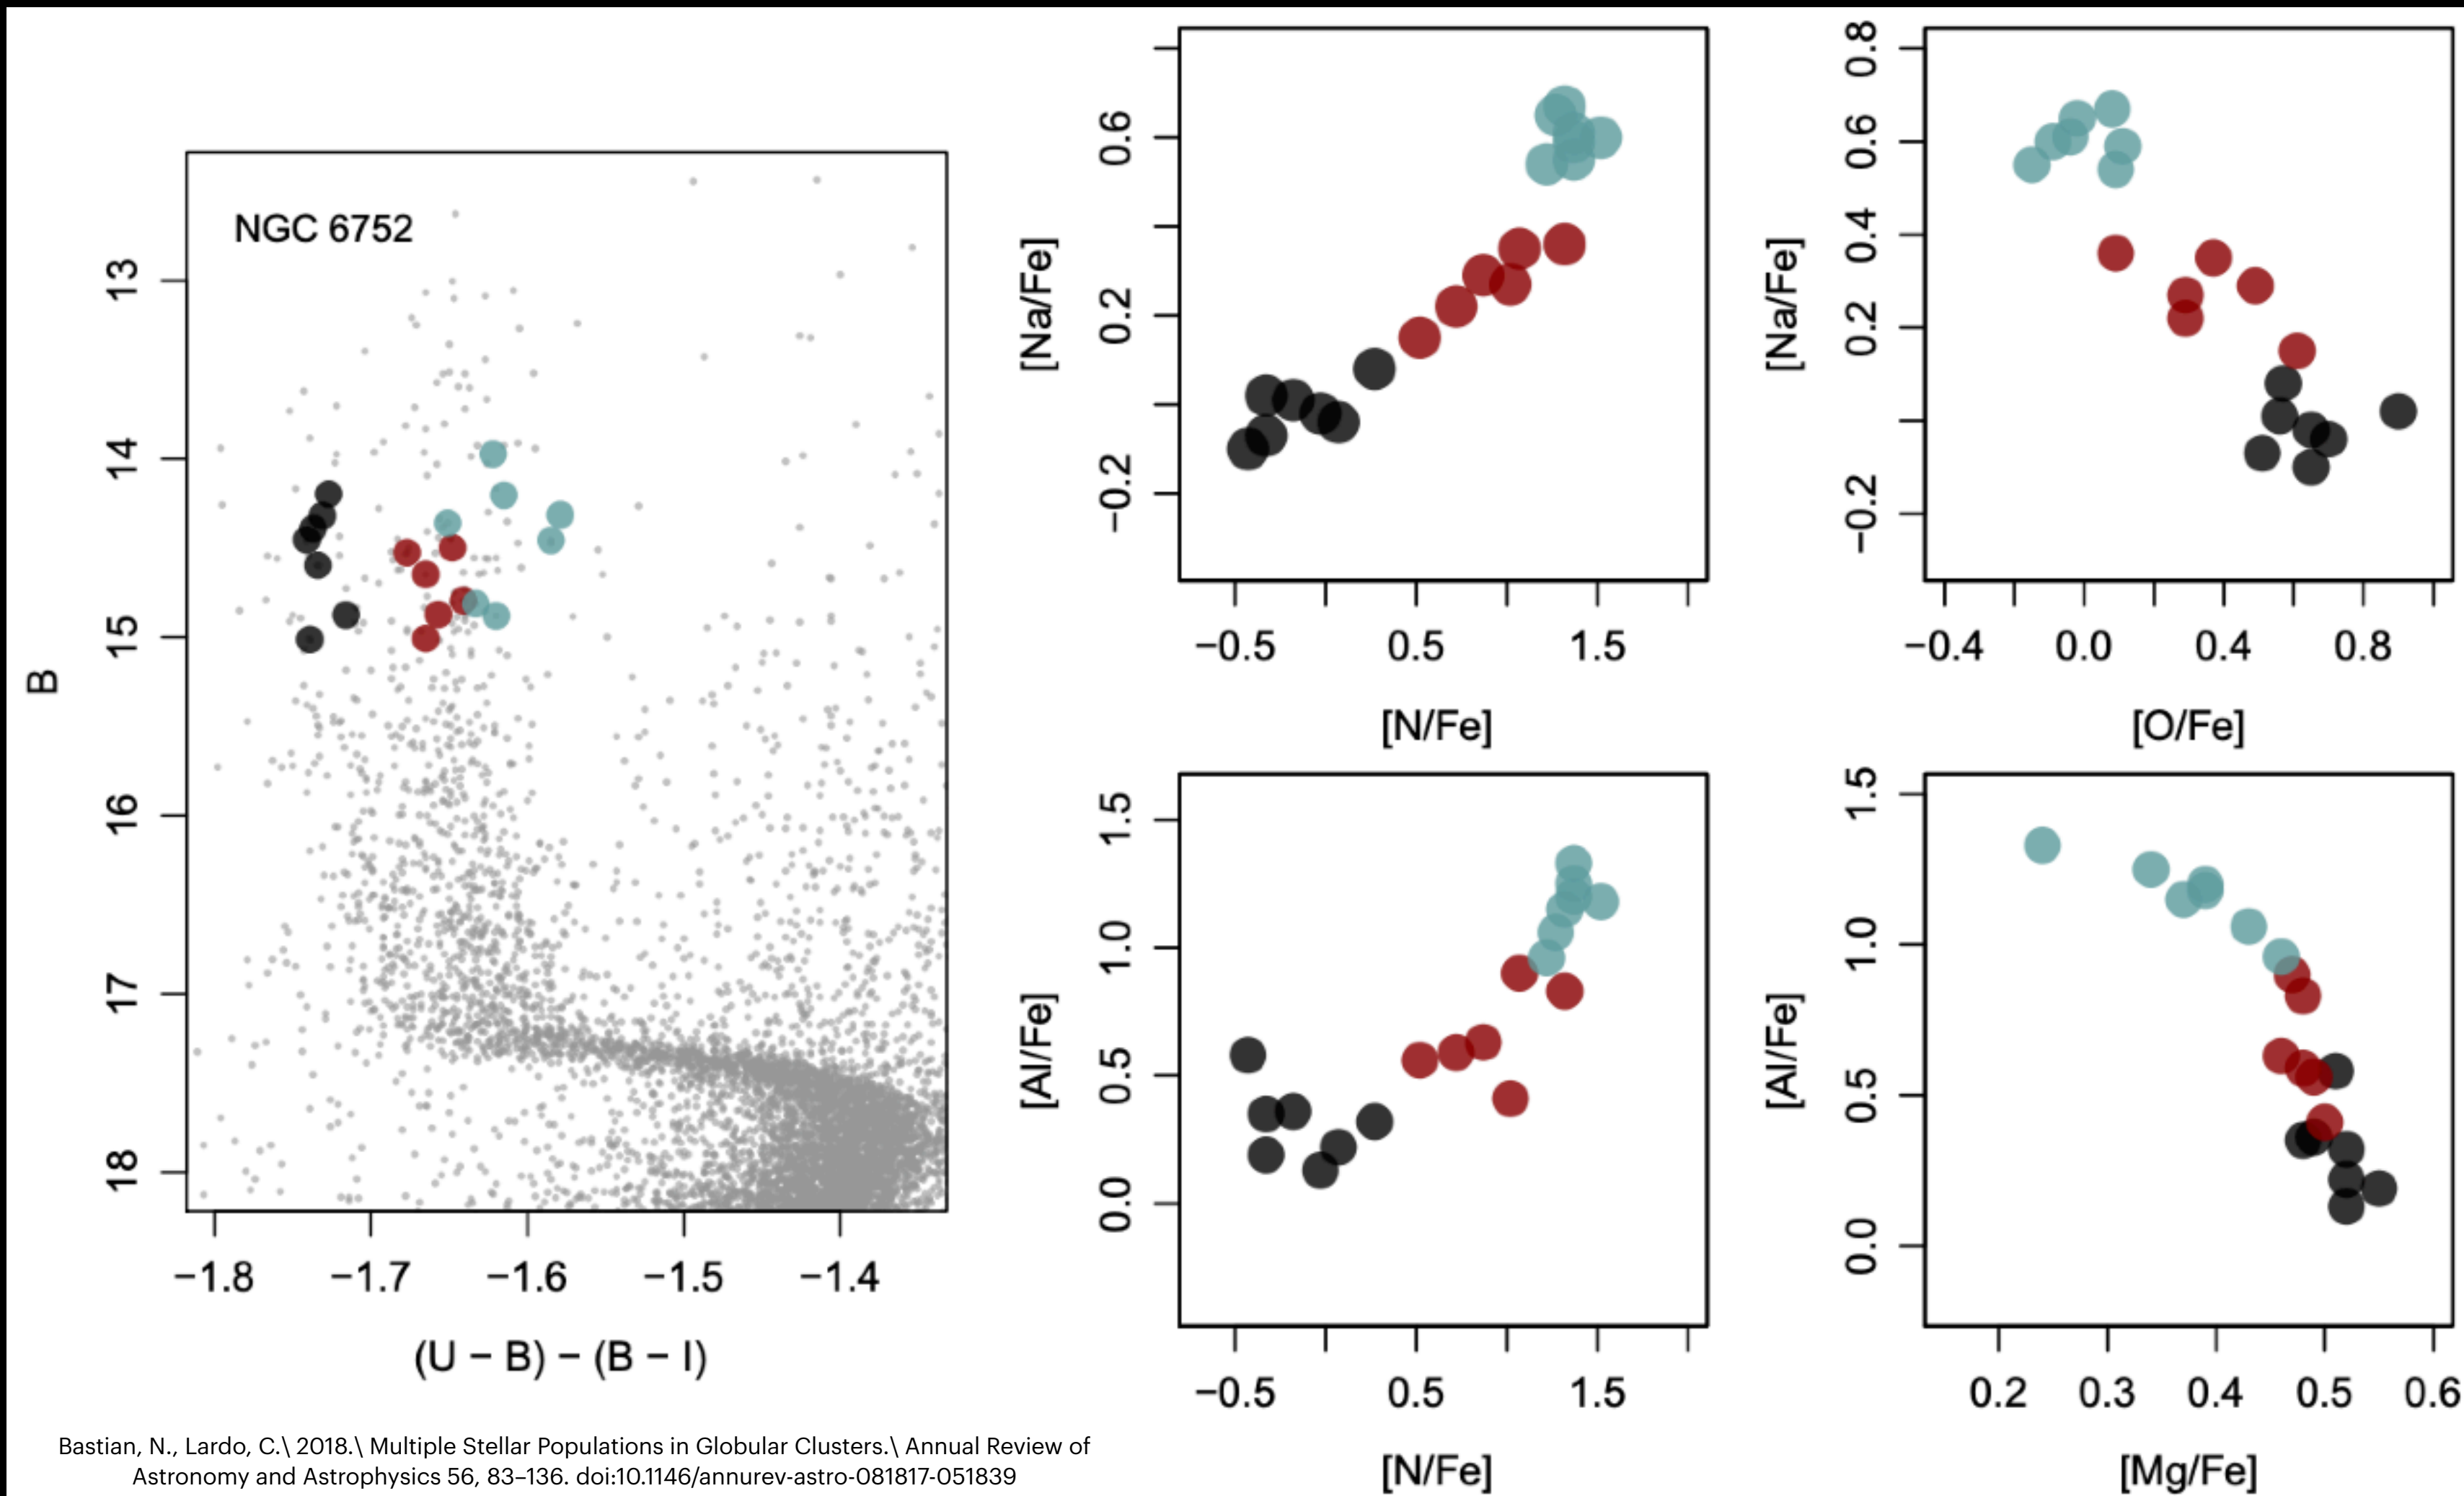 NGC 6752
13
14
15
16
17
18
B
−1.8 −1.7 −1.6 −1.5 −1.4
(U − B) − (B − I)
0.6
0.2
−0.2
[Na/Fe]
−0.5 0.5 1.5
[N/Fe]
0.8
0.6
0.4
0.2
−0.2
[Na/Fe]
−0.4 0.0 0.4 0.8
[O/Fe]
1.5
1.0
0.5
0.0
[Al/Fe]
−0.5 0.5 1.5
[N/Fe]
1.5
1.0
0.5
0.0
[Al/Fe]
0.2 0.3 0.4 0.5 0.6
[Mg/Fe]
Bastian, N., Lardo, C.\ 2018.\ Multiple Stellar Populations in Globular Clusters.\ Annual Review of
Astronomy and Astrophysics 56, 83–136. doi:10.1146/annurev-astro-081817-051839